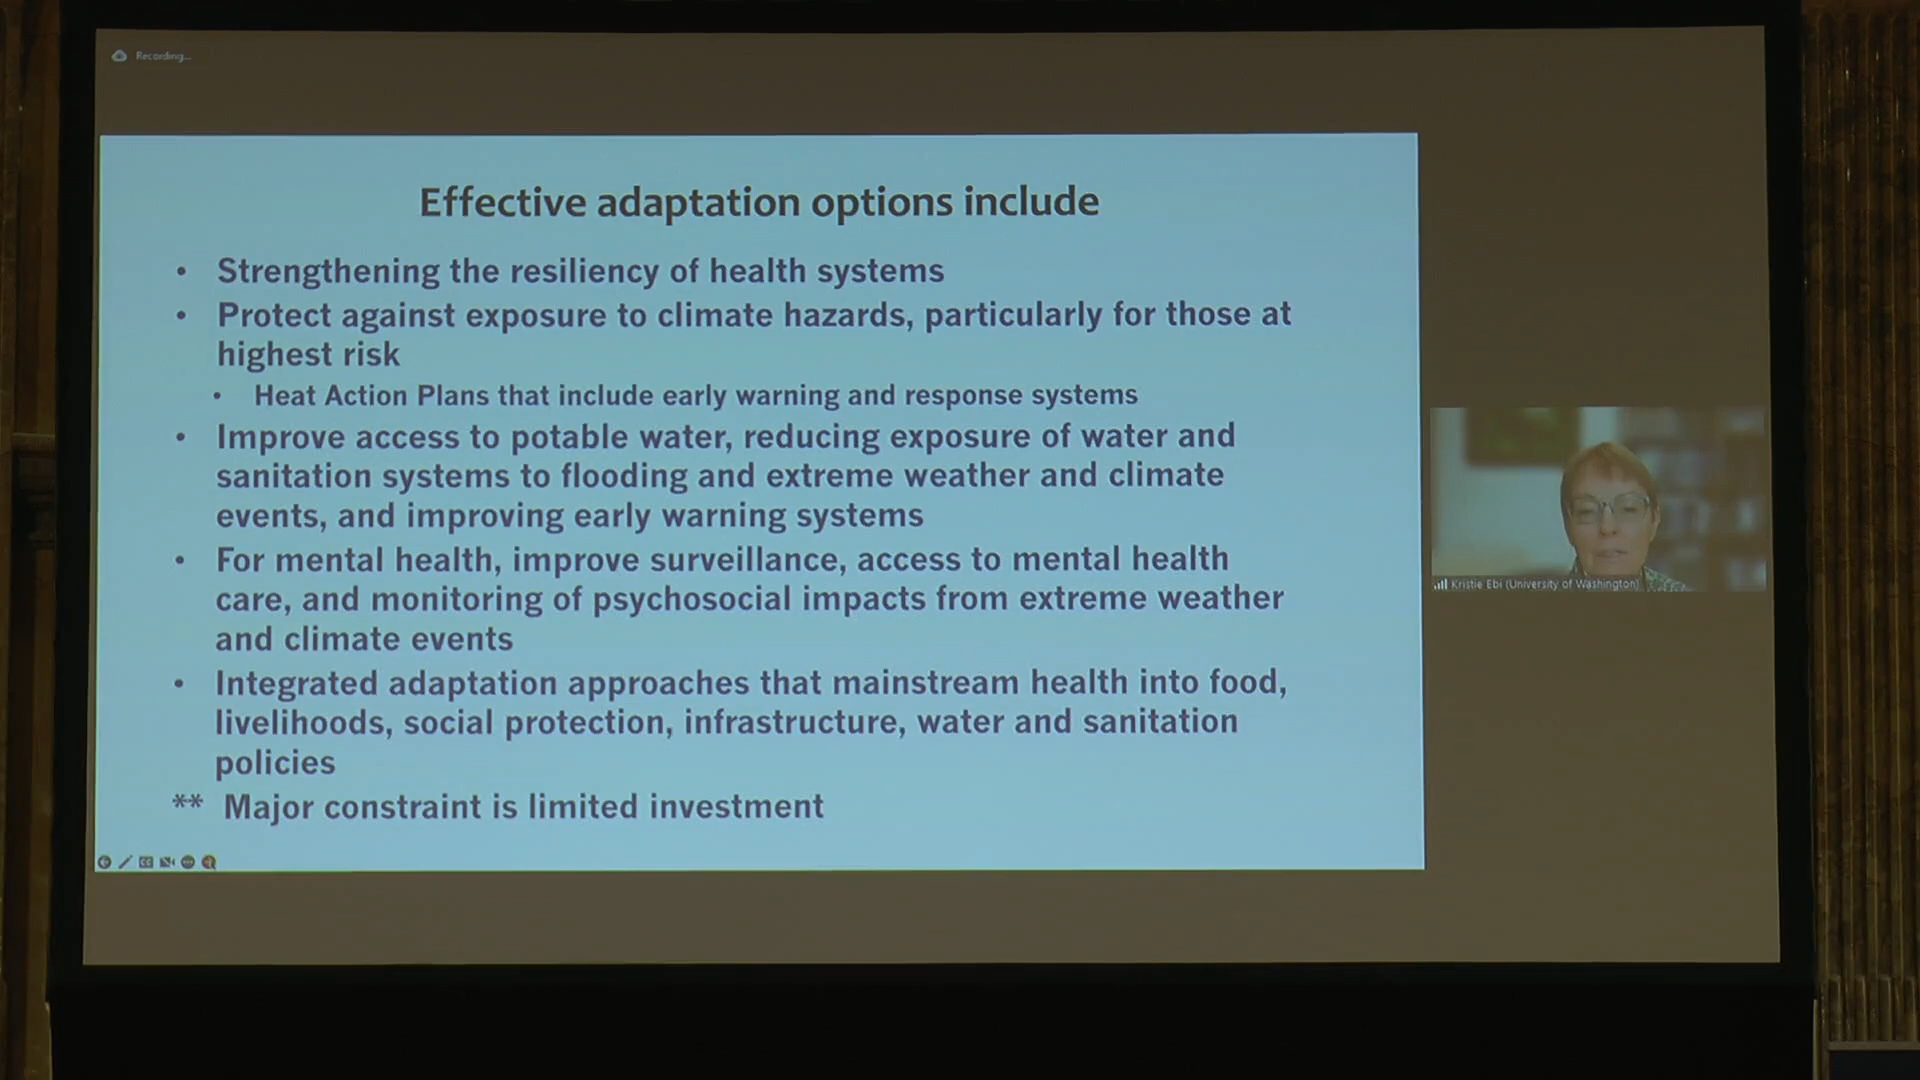 Recording...
Effective adaptation options include
• Strengthening the resiliency of health systems
• Protect against exposure to climate hazards, particularly for those at
highest risk
• Heat Action Plans that include early warning and response systems
• Improve access to potable water, reducing exposure of water and
sanitation systems to flooding and extreme weather and climate
events, and improving early warning systems
• For mental health, improve surveillance, access to mental health
care, and monitoring of psychosocial impacts from extreme weather
and climate events
• Integrated adaptation approaches that mainstream health into food,
livelihoods, social protection, infrastructure, water and sanitation
policies
** Major constraint is limited investment
Kristie Ebi (University of Washington)